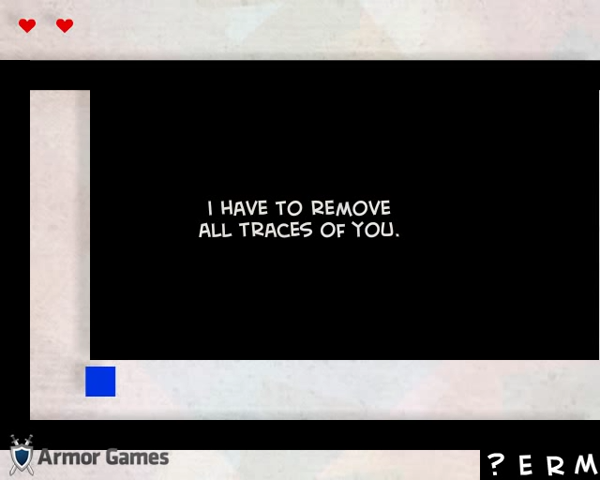 I HAVE TO REMOVE
ALL TRACES OF YOU.
Armor Games
? E R M